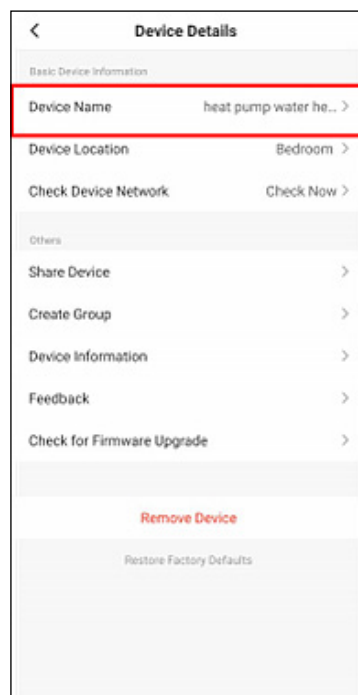 Device Details
Basic Device Information
Device Name heat pump water he...
Device Location Bedroom
Check Device Network Check Now
Others
Share Device
Create Group
Device Information
Feedback
Check for Firmware Upgrade
Remove Device
Restore Factory Defaults